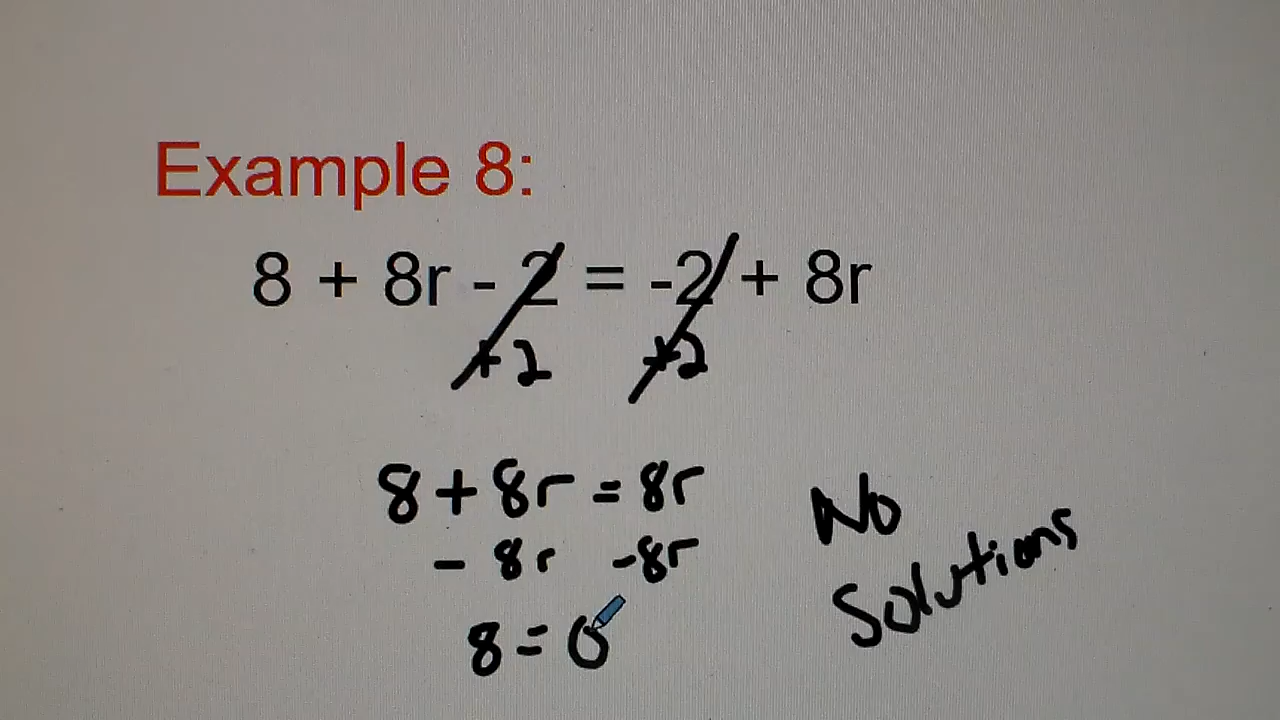 Example 8:
8 + 8r - 2 = -2 + 8r
+2 +2
8 + 8r = 8r
- 8r -8r
8 = 0
No
Solutions